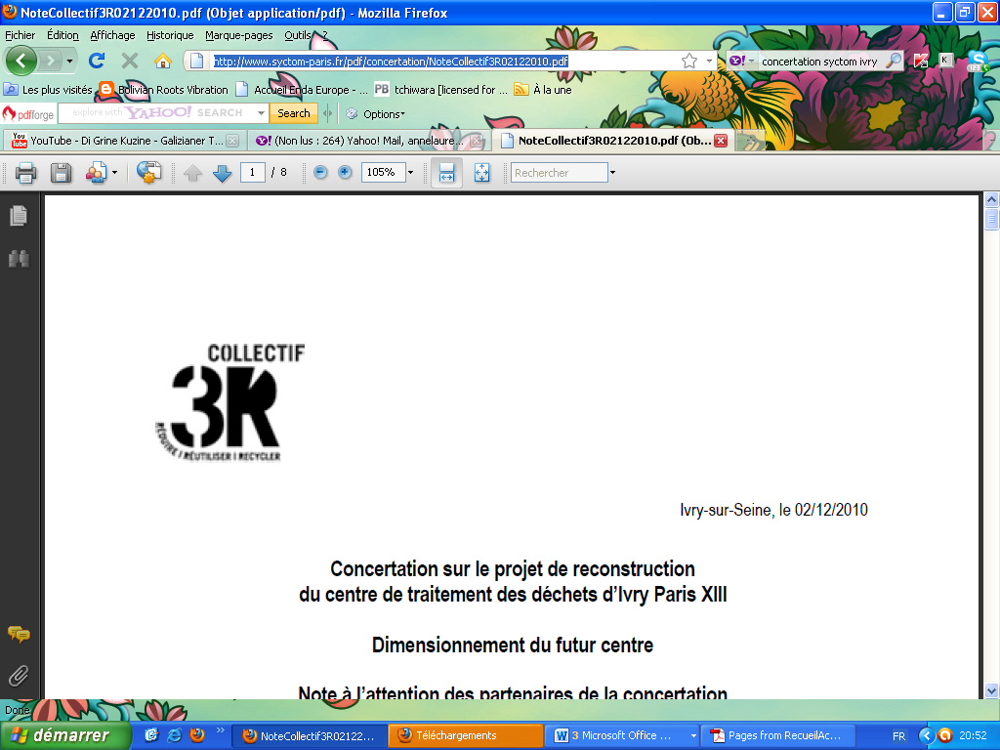 NoteCollectif3R02122010.pdf (Objet application/pdf) - Mozilla Firefox
Fichier Édition Affichage Historique Marque-pages Outils ?
http://www.syctom-paris.fr/pdf/concertation/NoteCollectif3R02122010.pdf
concertation syctom ivry
Les plus visités Bolivian Roots Vibration Accueil Enda Europe - ... PB tchiwara [licensed for ... À la une
pdfforge explore with YAHOO! SEARCH Search Options
YouTube - Di Grine Kuzine - Galizianer T... (Non lus : 264) Yahoo! Mail, annelaure... NoteCollectif3R02122010.pdf (Ob...
1 / 8 105% Rechercher
COLLECTIF
3R
RÉDUIRE I RÉUTILISER I RECYCLER
Ivry-sur-Seine, le 02/12/2010
Concertation sur le projet de reconstruction
du centre de traitement des déchets d'Ivry Paris XIII
Dimensionnement du futur centre
Note à l'attention des partenaires de la concertation
Done
démarrer NoteCollectif3R02122... Téléchargements 3 Microsoft Office ... Pages from RecueilAc... FR 20:52